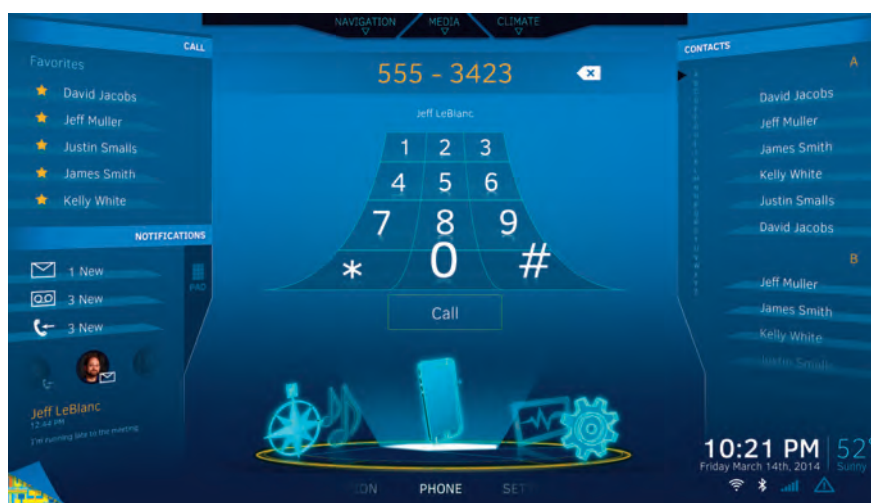 NAVIGATION
MEDIA
CLIMATE
CALL
Favorites
David Jacobs
Jeff Muller
Justin Smalls
James Smith
Kelly White
NOTIFICATIONS
1 New
3 New
3 New
PAD
Jeff LeBlanc
12:44 PM
I'm running late to the meeting
555 - 3423
Jeff LeBlanc
1 2 3
4 5 6
7 8 9
* 0 #
Call
PHONE
CONTACTS
A
David Jacobs
Jeff Muller
James Smith
Kelly White
Justin Smalls
David Jacobs
B
Jeff Muller
James Smith
Kelly White
Justin Smalls
10:21 PM
Friday March 14th, 2014
52°
Sunny